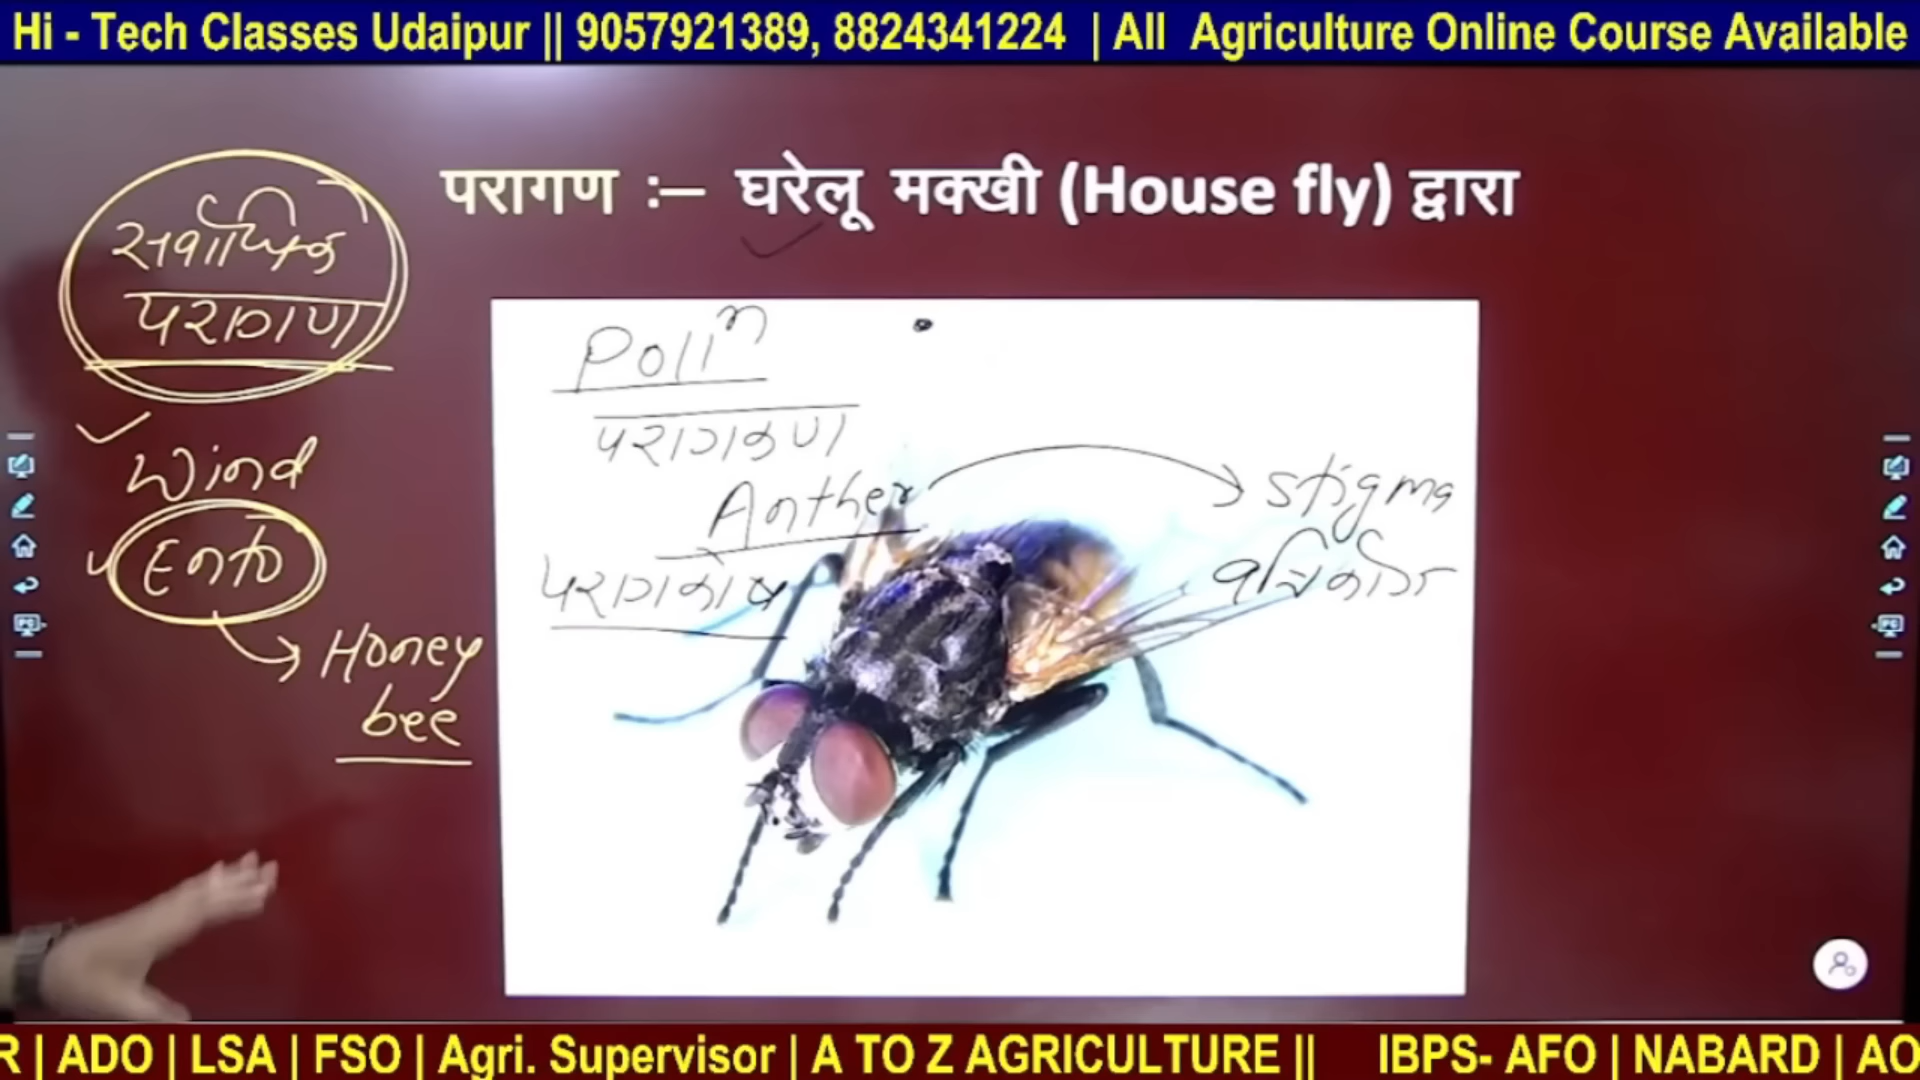 Hi - Tech Classes Udaipur || 9057921389, 8824341224 | All Agriculture Online Course Available
परागण :– घरेलू मक्खी (House fly) द्वारा
सर्वाधिक
परागण
Wind
Ento
Honey
bee
Pollⁿ
परागकण
Anther
stigma
परागकोष
वर्तिकाग्र
R | ADO | LSA | FSO | Agri. Supervisor | A TO Z AGRICULTURE || IBPS- AFO | NABARD | AO